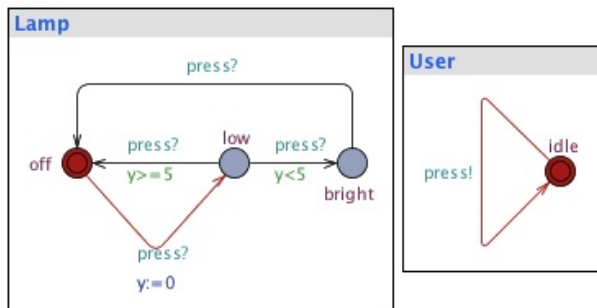 Lamp
press?
off
press?
y>=5
low
press?
y<5
bright
press?
y:=0
User
idle
press!